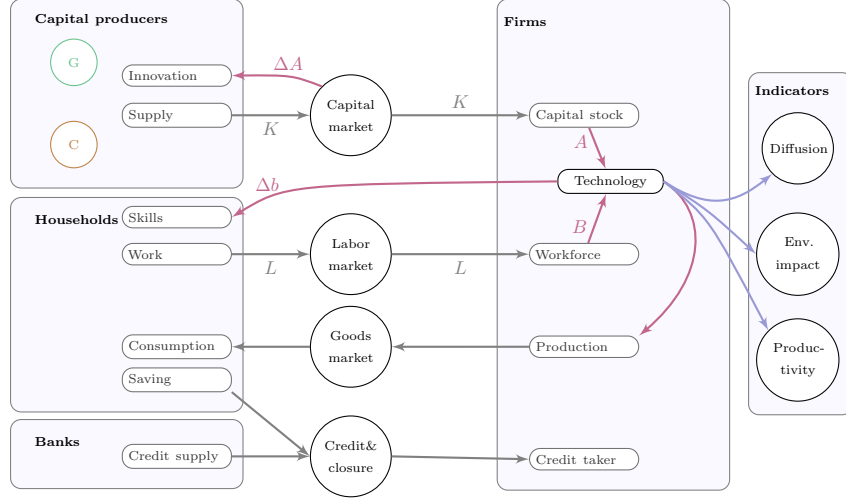 Capital producers
G
C
Innovation
Supply
ΔA
K
Capital
market
K
Firms
Capital stock
A
Technology
B
Workforce
Production
Credit taker
Δb
Households
Skills
Work
L
Labor
market
L
Consumption
Saving
Goods
market
Banks
Credit supply
Credit&
closure
Indicators
Diffusion
Env.
impact
Produc-
tivity